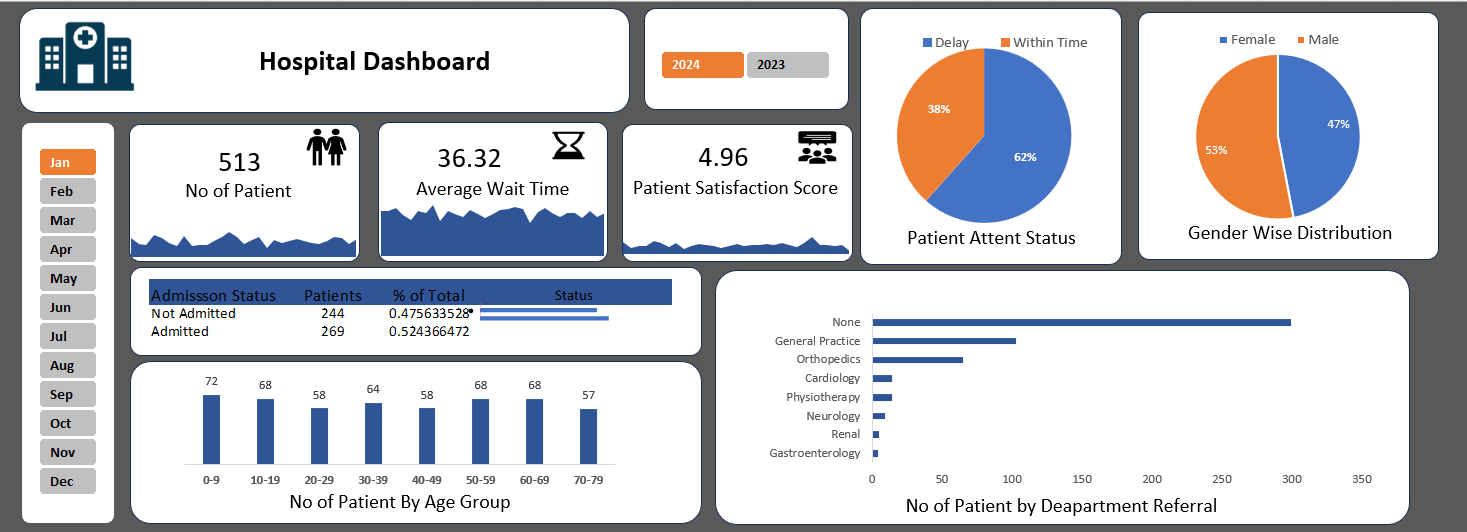 Hospital Dashboard
2024 2023
Delay Within Time
38%
62%
Patient Attent Status
Female Male
47%
53%
Gender Wise Distribution
Jan
Feb
Mar
Apr
May
Jun
Jul
Aug
Sep
Oct
Nov
Dec
513
No of Patient
36.32
Average Wait Time
4.96
Patient Satisfaction Score
Admissson Status Patients % of Total Status
Not Admitted 244 0.475633528
Admitted 269 0.524366472
72 68 58 64 58 68 68 57
0-9 10-19 20-29 30-39 40-49 50-59 60-69 70-79
No of Patient By Age Group
None
General Practice
Orthopedics
Cardiology
Physiotherapy
Neurology
Renal
Gastroenterology
0 50 100 150 200 250 300 350
No of Patient by Deapartment Referral